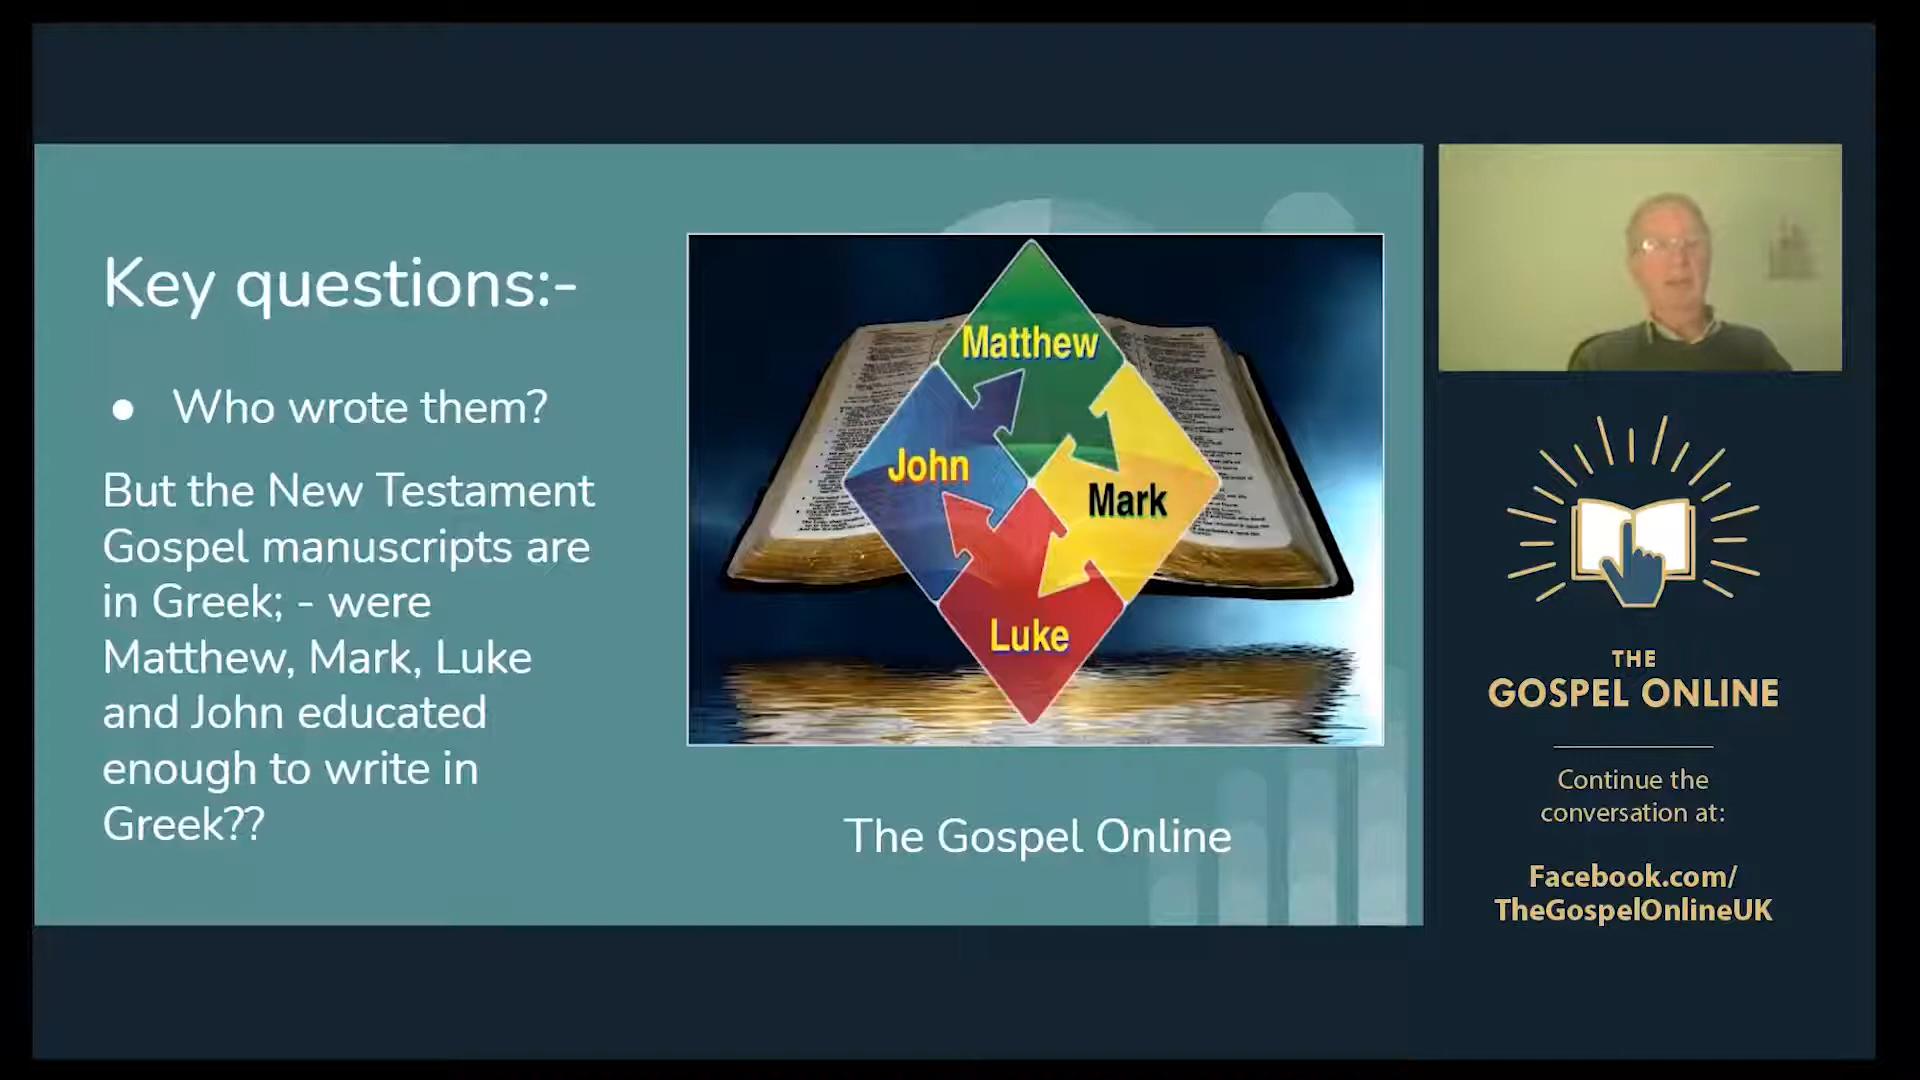 Key questions:-
● Who wrote them?
But the New Testament
Gospel manuscripts are
in Greek; - were
Matthew, Mark, Luke
and John educated
enough to write in
Greek??
Matthew
John
Mark
Luke
The Gospel Online
THE
GOSPEL ONLINE
Continue the
conversation at:
Facebook.com/
TheGospelOnlineUK